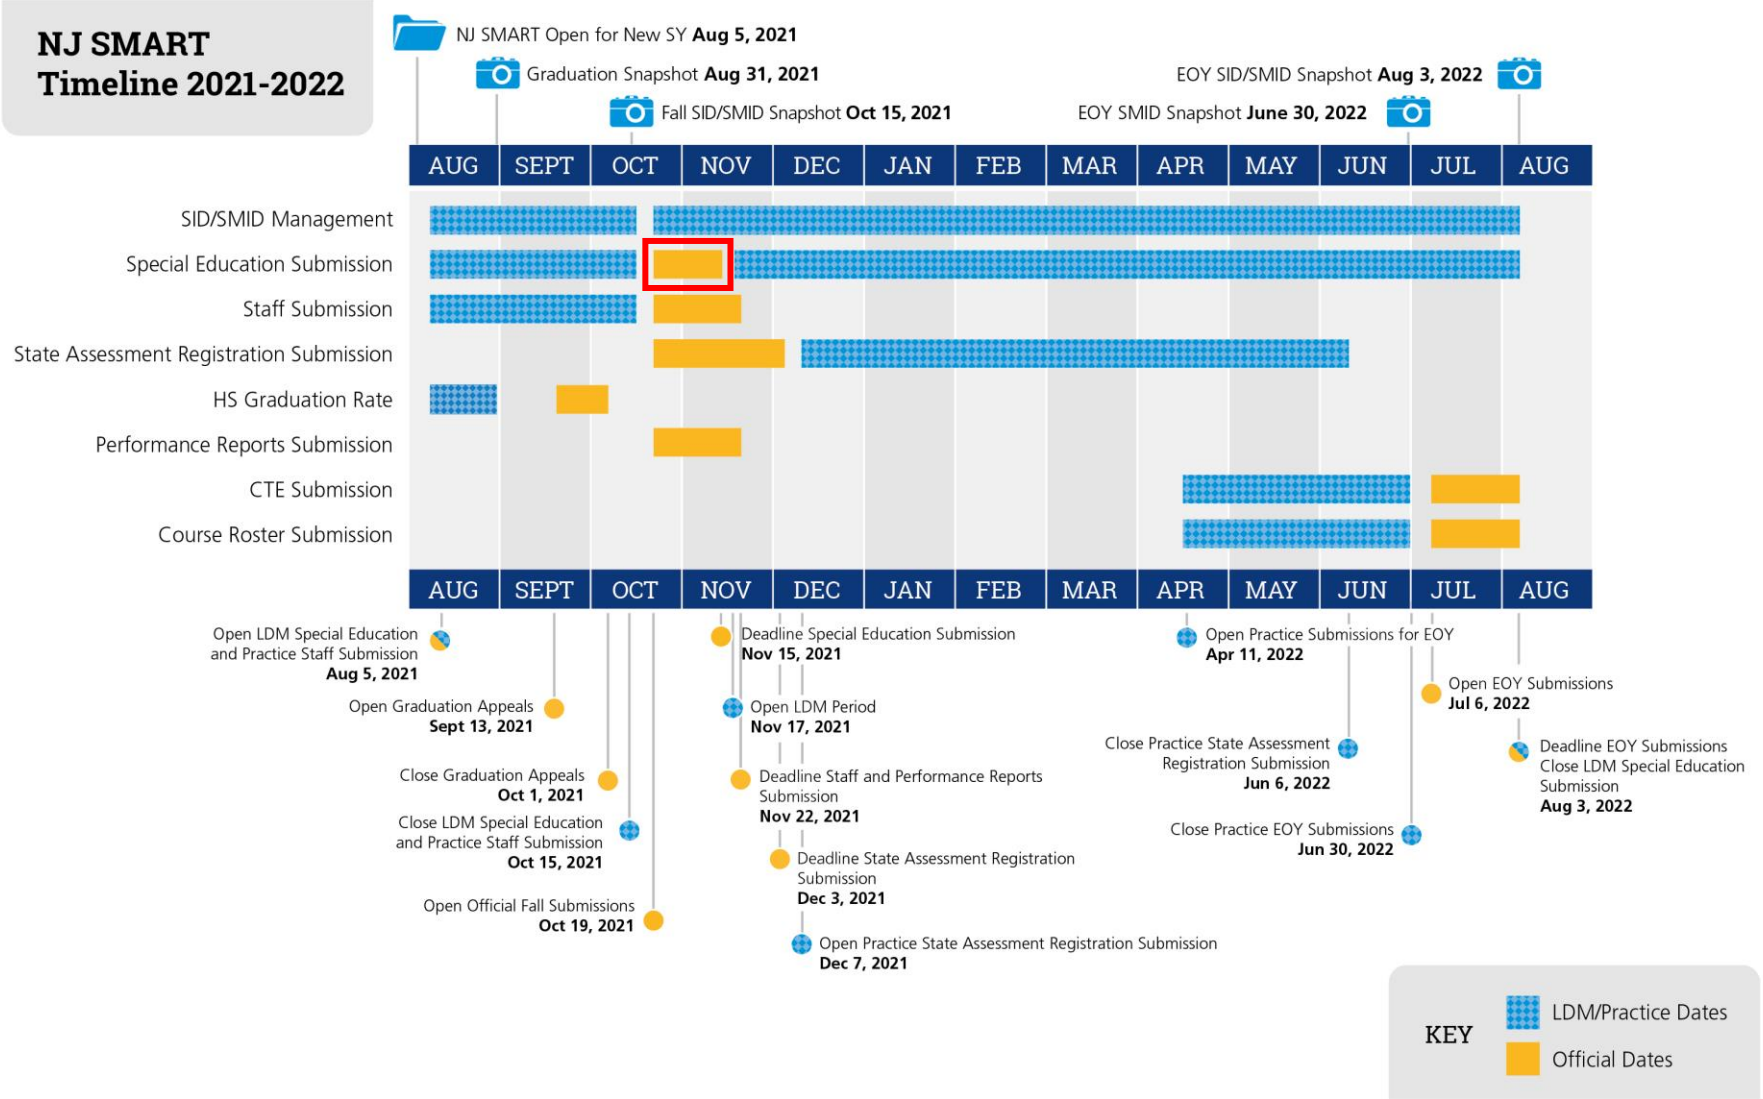 NJ SMART
Timeline 2021-2022
NJ SMART Open for New SY Aug 5, 2021
Graduation Snapshot Aug 31, 2021
Fall SID/SMID Snapshot Oct 15, 2021
EOY SID/SMID Snapshot Aug 3, 2022
EOY SMID Snapshot June 30, 2022
AUG SEPT OCT NOV DEC JAN FEB MAR APR MAY JUN JUL AUG
SID/SMID Management
Special Education Submission
Staff Submission
State Assessment Registration Submission
HS Graduation Rate
Performance Reports Submission
CTE Submission
Course Roster Submission
AUG SEPT OCT NOV DEC JAN FEB MAR APR MAY JUN JUL AUG
Open LDM Special Education
and Practice Staff Submission
Aug 5, 2021
Open Graduation Appeals
Sept 13, 2021
Close Graduation Appeals
Oct 1, 2021
Close LDM Special Education
and Practice Staff Submission
Oct 15, 2021
Open Official Fall Submissions
Oct 19, 2021
Deadline Special Education Submission
Nov 15, 2021
Open LDM Period
Nov 17, 2021
Deadline Staff and Performance Reports
Submission
Nov 22, 2021
Deadline State Assessment Registration
Submission
Dec 3, 2021
Open Practice State Assessment Registration Submission
Dec 7, 2021
Open Practice Submissions for EOY
Apr 11, 2022
Close Practice State Assessment
Registration Submission
Jun 6, 2022
Close Practice EOY Submissions
Jun 30, 2022
Open EOY Submissions
Jul 6, 2022
Deadline EOY Submissions
Close LDM Special Education
Submission
Aug 3, 2022
KEY
LDM/Practice Dates
Official Dates